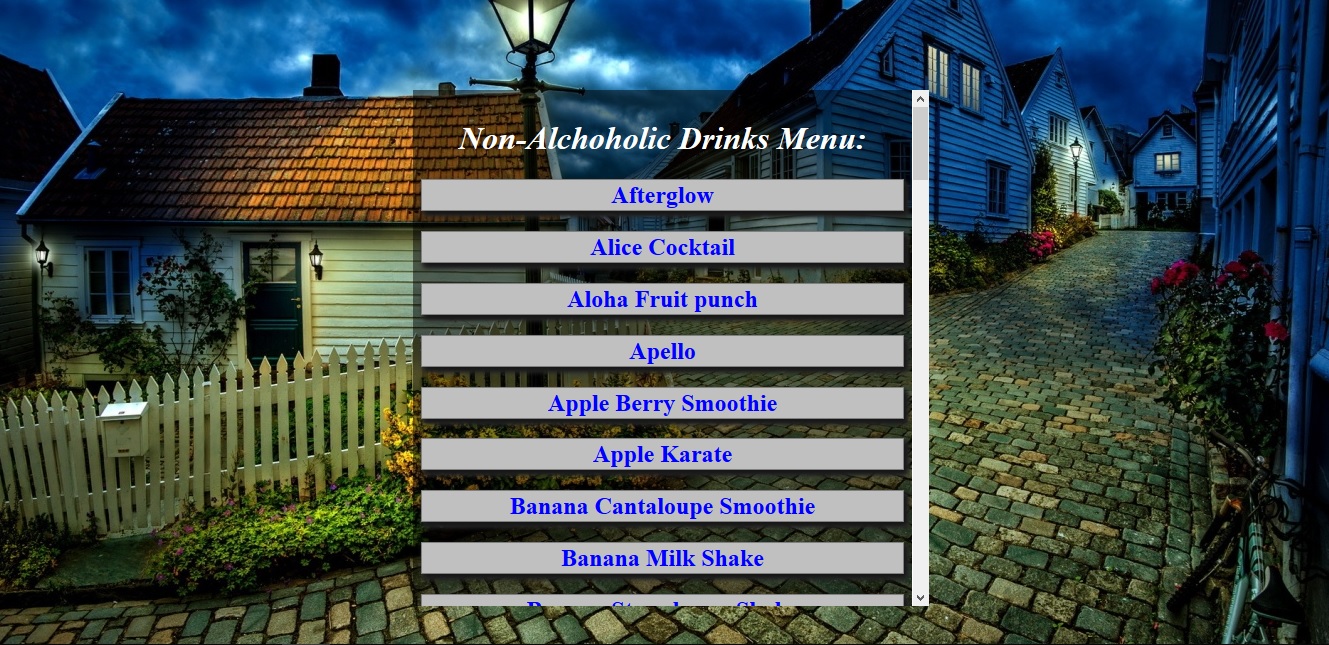 Non-Alchoholic Drinks Menu:
Afterglow
Alice Cocktail
Aloha Fruit punch
Apello
Apple Berry Smoothie
Apple Karate
Banana Cantaloupe Smoothie
Banana Milk Shake